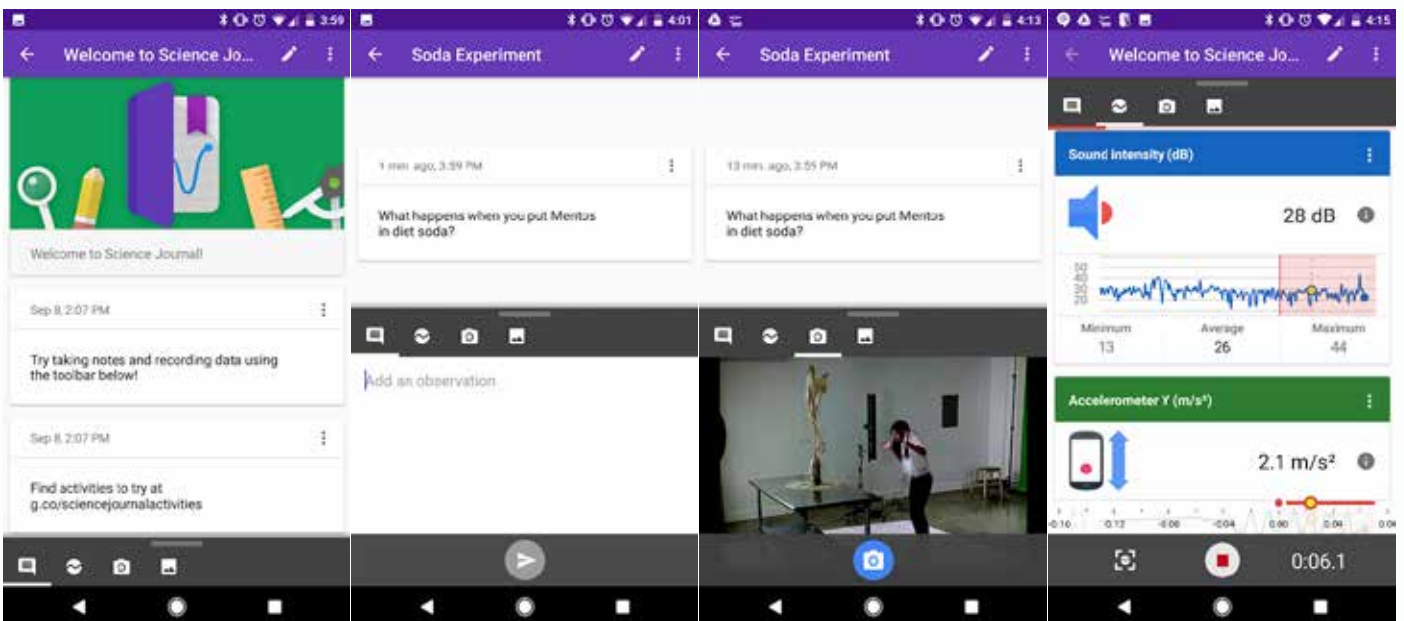 3:59
Welcome to Science Jo...
Welcome to Science Journal!
Sep 8, 2:07 PM
Try taking notes and recording data using
the toolbar below!
Sep 8, 2:07 PM
Find activities to try at
g.co/sciencejournalactivities
4:01
Soda Experiment
1 min. ago, 3:59 PM
What happens when you put Mentos
in diet soda?
Add an observation
4:13
Soda Experiment
13 min. ago, 3:59 PM
What happens when you put Mentos
in diet soda?
4:15
Welcome to Science Jo...
Sound intensity (dB)
28 dB
Minimum Average Maximum
13 26 44
Accelerometer Y (m/s²)
2.1 m/s²
0:06.1